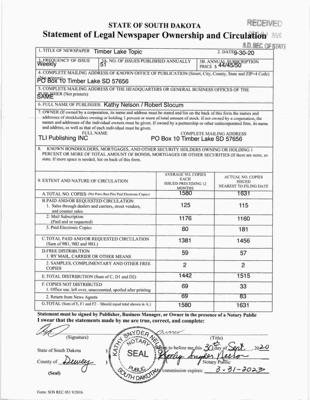 STATE OF SOUTH DAKOTA
RECEIVED
Statement of Legal Newspaper Ownership and Circulation
S.D. SEC. OF STATE
1. TITLE OF NEWSPAPER Timber Lake Topic 2. DATE 9-30-20
3. FREQUENCY OF ISSUE 3A. NO. OF ISSUES PUBLISHED ANNUALLY 3B. ANNUAL SUBSCRIPTION
Weekly 51 PRICE $ 44/45/50
4. COMPLETE MAILING ADDRESS OF KNOWN OFFICE OF PUBLICATION (Street, City, County, State and ZIP+4 Code)
PO Box 10 Timber Lake SD 57656
5. COMPLETE MAILING ADDRESS OF THE HEADQUARTERS OR GENERAL BUSINESS OFFICES OF THE
SAME
6. FULL NAME OF PUBLISHER: Kathy Nelson / Robert Slocum
7. OWNER (If owned by a corporation, its name and address must be stated and list on the back of this form the names and
addresses of stockholders owning or holding 1 percent or more of total amount of stock. If not owned by a corporation, the
names and addresses of the individual owners must be given. If owned by a partnership or other unincorporated firm, its name
and address, as well as that of each individual must be given.
FULL NAME COMPLETE MAILING ADDRESS
TLI Publishing INC PO Box 10 Timber Lake SD 57656
8. KNOWN BONDHOLDERS, MORTGAGES, AND OTHER SECURITY HOLDERS OWNING OR HOLDING 1
PERCENT OR MORE OF TOTAL AMOUNT OF BONDS, MORTGAGES OR OTHER SECURITIES (If there are none, so
state. If more space is needed, list on back of this form.
9. EXTENT AND NATURE OF CIRCULATION
AVERAGE NO. COPIES
EACH
ISSUED PRECEDING 12
MONTHS
ACTUAL NO. COPIES
ISSUED
NEAREST TO FILING DATE
A. TOTAL NO. COPIES (Net Press Run Plus Paid Electronic Copies) 1580 1631
B. PAID AND/OR REQUESTED CIRCULATION
1. Sales through dealers and carriers, street vendors, 125 115
and counter sales
2. Mail Subscription 1176 1160
(Paid and or requested)
3. Paid Electronic Copies 80 181
C. TOTAL PAID AND/OR REQUESTED CIRCULATION 1381 1456
(Sum of 9B1, 9B2 and 9B3.)
D. FREE DISTRIBUTION 59 57
1. BY MAIL, CARRIER OR OTHER MEANS
2. SAMPLES, COMPLIMENTARY AND OTHER FREE 2 2
COPIES
E. TOTAL DISTRIBUTION (Sum of C, D1 and D2) 1442 1515
F. COPIES NOT DISTRIBUTED 69 33
1. Office use, left over, unaccounted, spoiled after printing
2. Return from News Agents 69 83
G. TOTAL (Sum of E, F1 and F2 - Should equal total shown in A.) 1580 1631
Statement must be signed by Publisher, Business Manager, or Owner in the presence of a Notary Public
I swear that the statements made by me are true, correct, and complete:
(Signature) (Title)
State of South Dakota
before me this 30 day of Sept 2020
County of Dewey Kathy Snyder Nelson
Notary Public
(Seal) commission expires: 3-31-2023
KATHY SNYDER NELSON
NOTARY
SEAL
PUBLIC
SOUTH DAKOTA
Form: SOS REC 051 9/2016